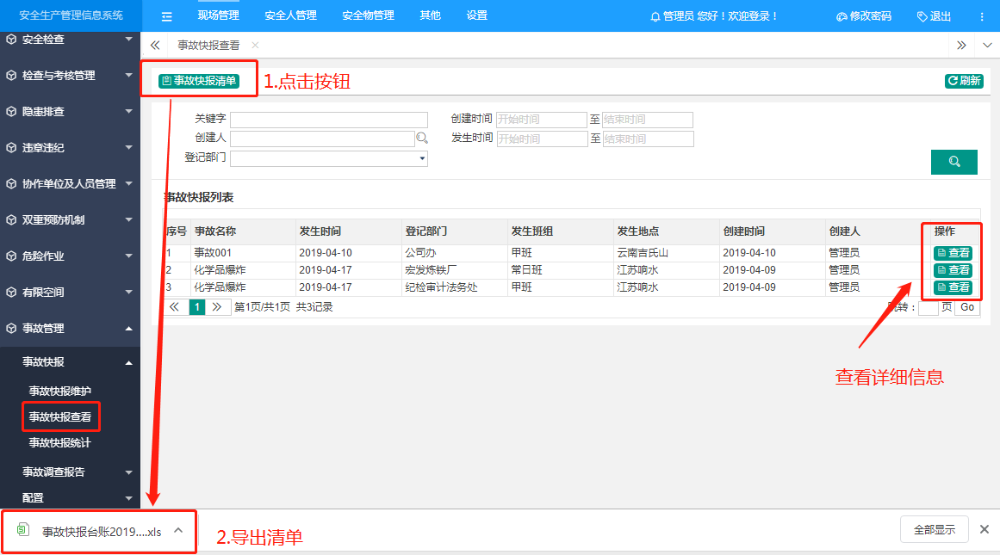 安全生产管理信息系统 现场管理 安全人管理 安全物管理 其他 设置 管理员 您好！欢迎登录！ 修改密码 退出
安全检查
检查与考核管理
隐患排查
违章违纪
协作单位及人员管理
双重预防机制
危险作业
有限空间
事故管理
事故快报
事故快报维护
事故快报查看
事故快报统计
事故调查报告
配置
事故快报查看
事故快报清单 1.点击按钮 刷新
关键字 创建时间 开始时间 至 结束时间
创建人 发生时间 开始时间 至 结束时间
登记部门
事故快报列表
序号 事故名称 发生时间 登记部门 发生班组 发生地点 创建时间 创建人 操作
1 事故001 2019-04-10 公司办 甲班 云南吉氏山 2019-04-10 管理员 查看
2 化学品爆炸 2019-04-17 宏发炼铁厂 常日班 江苏响水 2019-04-09 管理员 查看
3 化学品爆炸 2019-04-17 纪检审计法务处 甲班 江苏响水 2019-04-09 管理员 查看
1 第1页/共1页 共3记录 跳转： 页 Go
查看详细信息
事故快报台账2019....xls 2.导出清单 全部显示